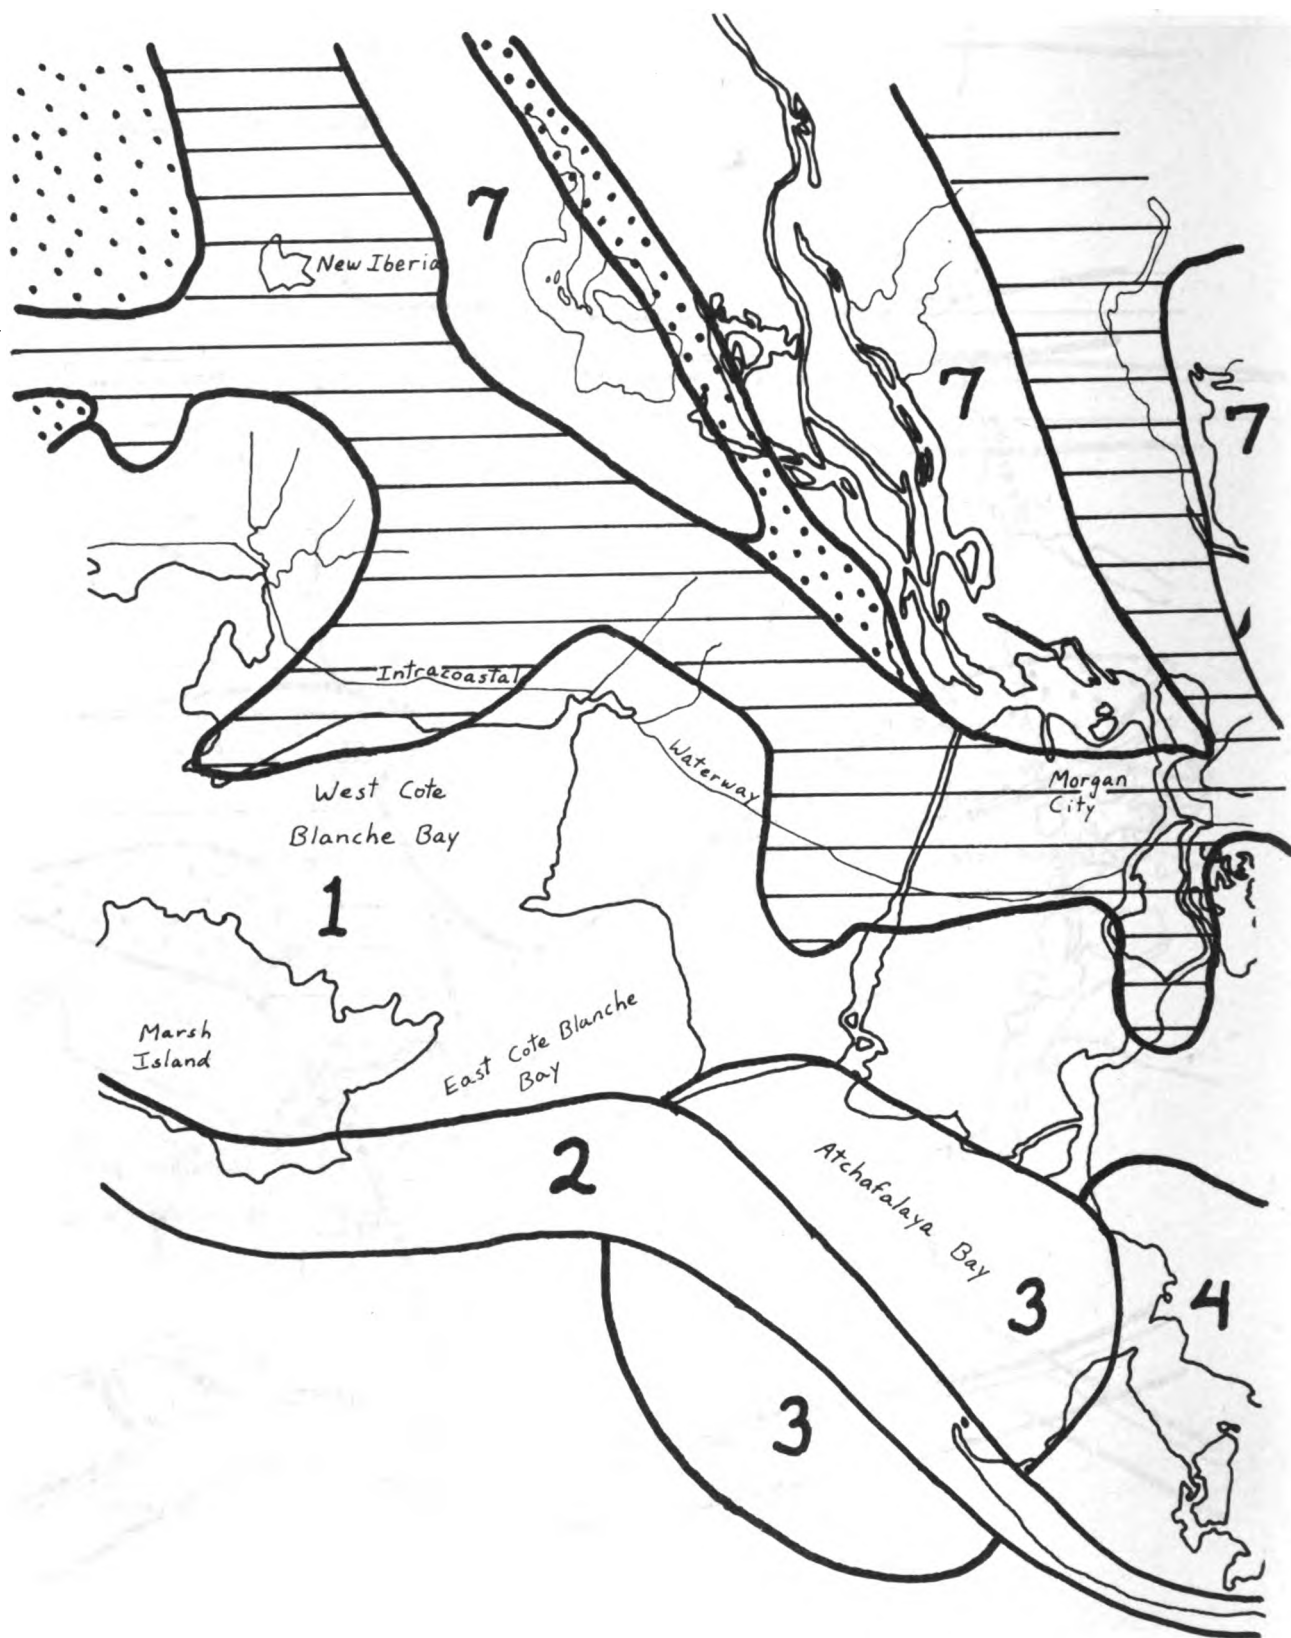 7
New Iberia
7
7
Intracoastal
Waterway
Morgan
City
West Cote
Blanche Bay
1
Marsh
Island
East Cote Blanche
Bay
2
Atchafalaya Bay
3
4
3